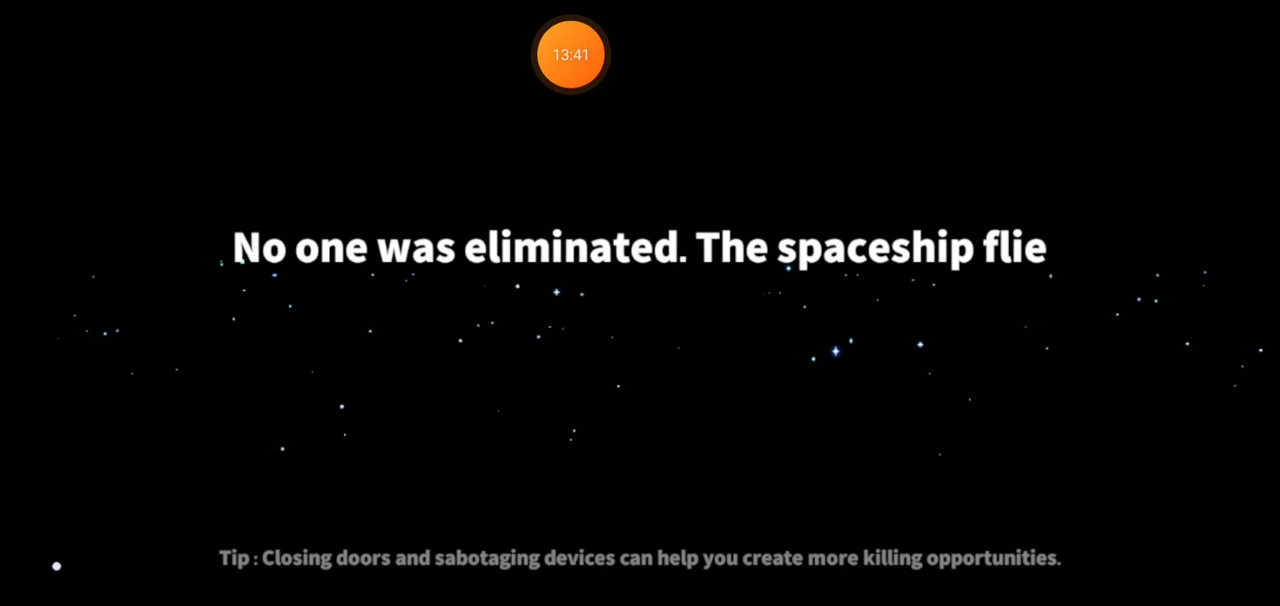 13:41
No one was eliminated. The spaceship flie
Tip : Closing doors and sabotaging devices can help you create more killing opportunities.